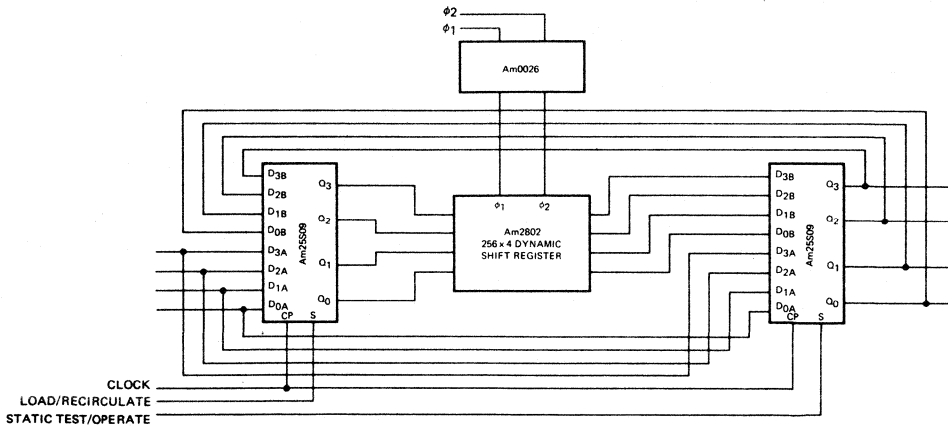 ϕ2
ϕ1
Am0026
D3B
D2B
D1B
D0B
D3A
D2A
D1A
D0A
CP
S
Q3
Q2
Q1
Q0
Am25S09
ϕ1
ϕ2
Am2802
256 x 4 DYNAMIC
SHIFT REGISTER
D3B
D2B
D1B
D0B
D3A
D2A
D1A
D0A
CP
S
Q3
Q2
Q1
Q0
Am25S09
CLOCK
LOAD/RECIRCULATE
STATIC TEST/OPERATE